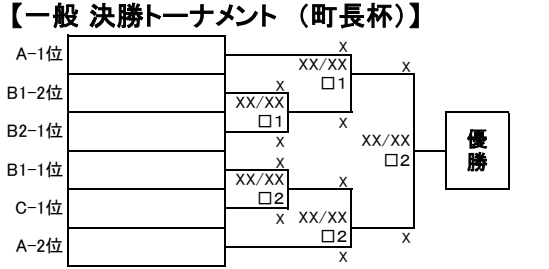 【一般 決勝トーナメント (町長杯)】
A-1位
x
XX/XX
□1
x
B1-2位
x
XX/XX
□1
x
B2-1位
x
XX/XX
□2
優勝
B1-1位
x
XX/XX
□2
x
C-1位
x
XX/XX
□2
x
A-2位
x